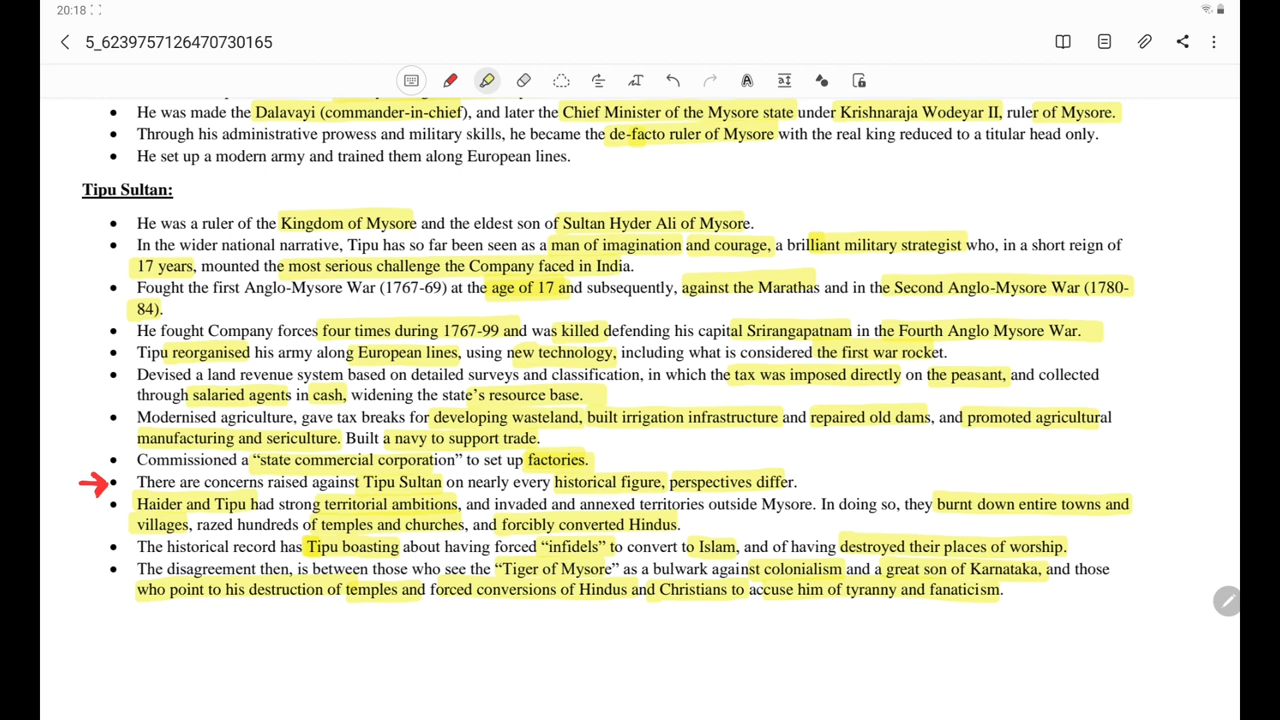 20:18
5_6239757126470730165
He was made the Dalavayi (commander-in-chief), and later the Chief Minister of the Mysore state under Krishnaraja Wodeyar II, ruler of Mysore.
Through his administrative prowess and military skills, he became the de-facto ruler of Mysore with the real king reduced to a titular head only.
He set up a modern army and trained them along European lines.
Tipu Sultan:
He was a ruler of the Kingdom of Mysore and the eldest son of Sultan Hyder Ali of Mysore.
In the wider national narrative, Tipu has so far been seen as a man of imagination and courage, a brilliant military strategist who, in a short reign of
17 years, mounted the most serious challenge the Company faced in India.
Fought the first Anglo-Mysore War (1767-69) at the age of 17 and subsequently, against the Marathas and in the Second Anglo-Mysore War (1780-
84).
He fought Company forces four times during 1767-99 and was killed defending his capital Srirangapatnam in the Fourth Anglo Mysore War.
Tipu reorganised his army along European lines, using new technology, including what is considered the first war rocket.
Devised a land revenue system based on detailed surveys and classification, in which the tax was imposed directly on the peasant, and collected
through salaried agents in cash, widening the state's resource base.
Modernised agriculture, gave tax breaks for developing wasteland, built irrigation infrastructure and repaired old dams, and promoted agricultural
manufacturing and sericulture. Built a navy to support trade.
Commissioned a "state commercial corporation" to set up factories.
There are concerns raised against Tipu Sultan on nearly every historical figure, perspectives differ.
Haider and Tipu had strong territorial ambitions, and invaded and annexed territories outside Mysore. In doing so, they burnt down entire towns and
villages, razed hundreds of temples and churches, and forcibly converted Hindus.
The historical record has Tipu boasting about having forced "infidels" to convert to Islam, and of having destroyed their places of worship.
The disagreement then, is between those who see the "Tiger of Mysore" as a bulwark against colonialism and a great son of Karnataka, and those
who point to his destruction of temples and forced conversions of Hindus and Christians to accuse him of tyranny and fanaticism.